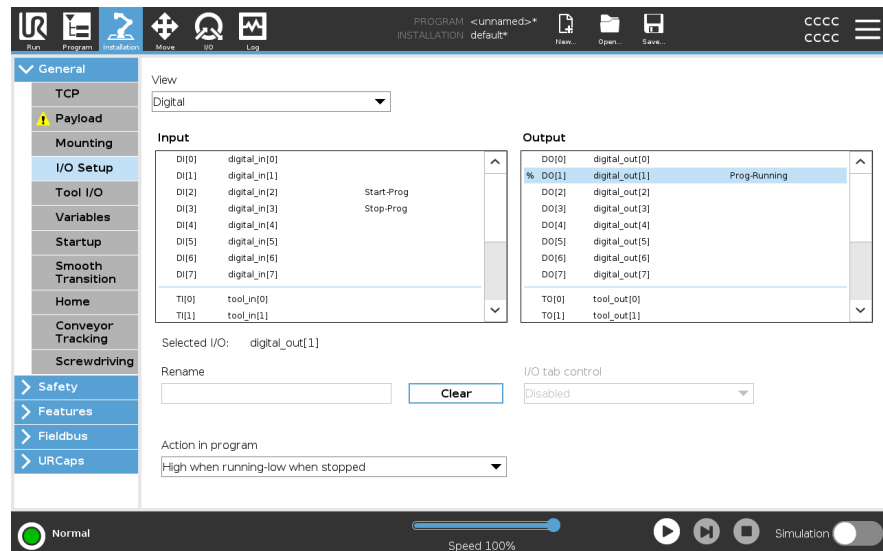 PROGRAM <unnamed>*
INSTALLATION default*
CCCC
CCCC
Run Program Installation Move I/O Log New... Open... Save...
General
TCP
Payload
Mounting
I/O Setup
Tool I/O
Variables
Startup
Smooth
Transition
Home
Conveyor
Tracking
Screwdriving
Safety
Features
Fieldbus
URCaps
View
Digital
Input
DI[0] digital_in[0]
DI[1] digital_in[1]
DI[2] digital_in[2] Start-Prog
DI[3] digital_in[3] Stop-Prog
DI[4] digital_in[4]
DI[5] digital_in[5]
DI[6] digital_in[6]
DI[7] digital_in[7]
TI[0] tool_in[0]
TI[1] tool_in[1]
Output
DO[0] digital_out[0]
% DO[1] digital_out[1] Prog-Running
DO[2] digital_out[2]
DO[3] digital_out[3]
DO[4] digital_out[4]
DO[5] digital_out[5]
DO[6] digital_out[6]
DO[7] digital_out[7]
TO[0] tool_out[0]
TO[1] tool_out[1]
Selected I/O: digital_out[1]
Rename
Clear
I/O tab control
Disabled
Action in program
High when running-low when stopped
Normal
Speed 100%
Simulation